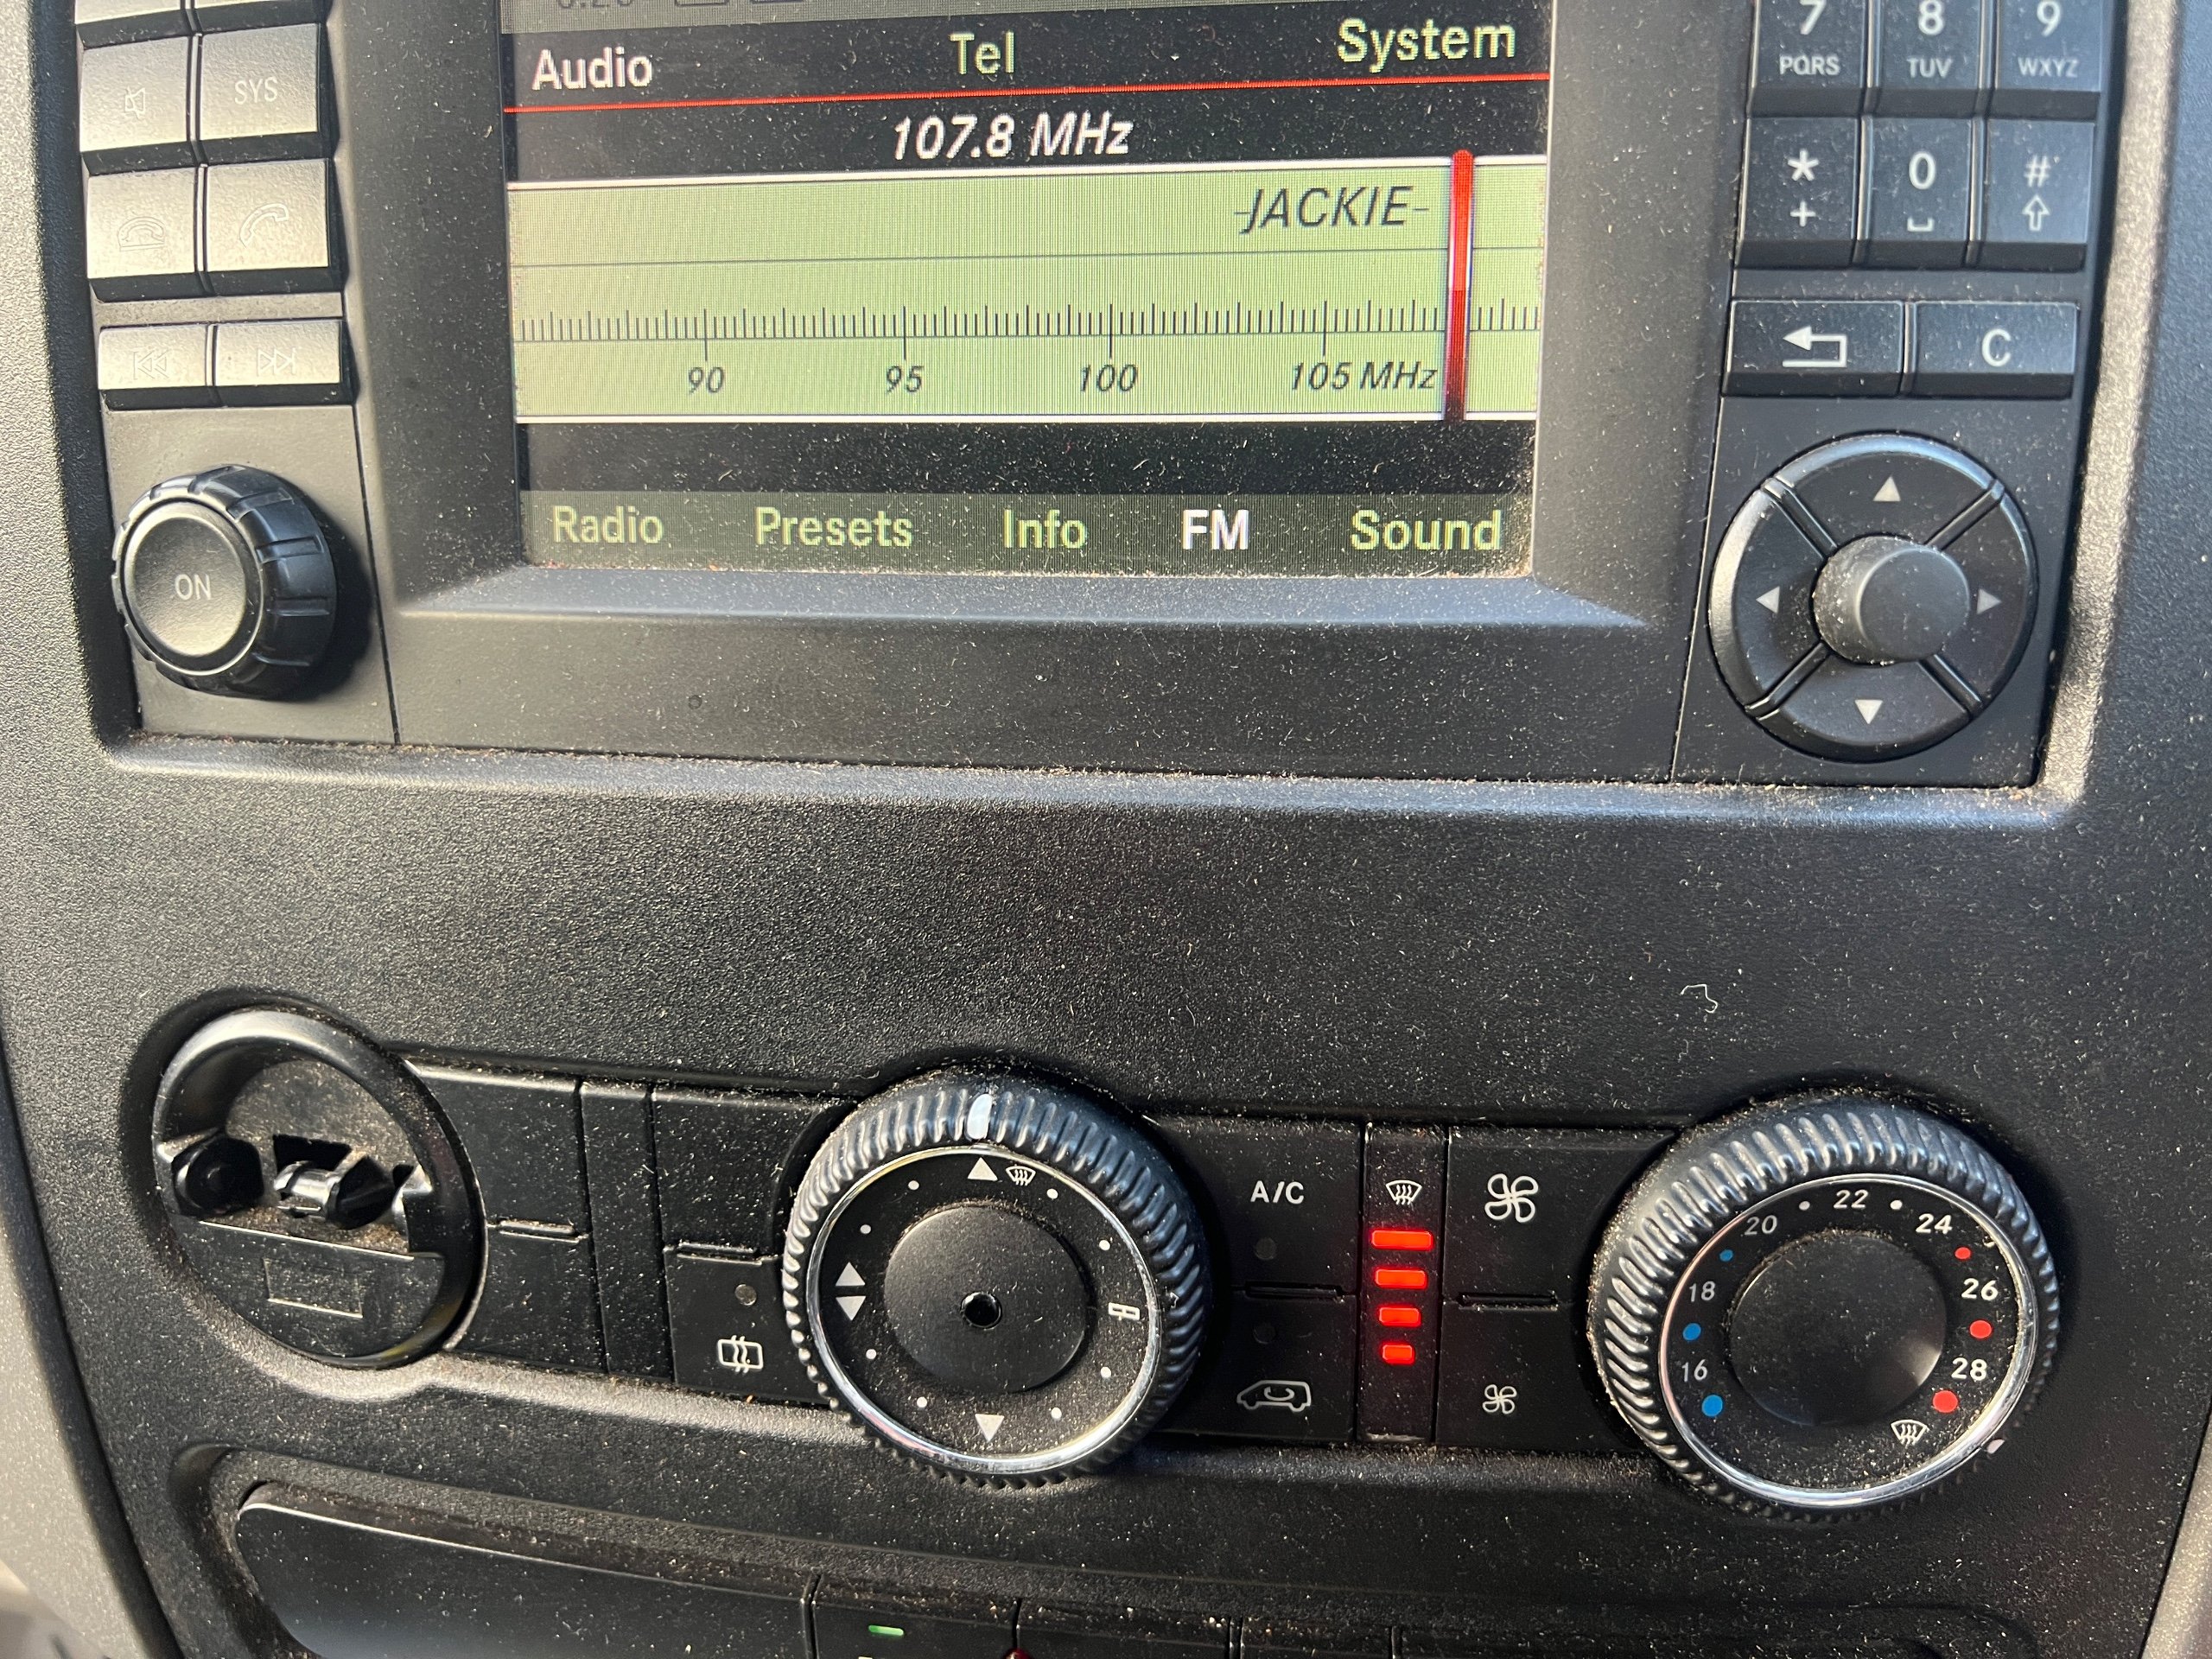 Audio Tel System
107.8 MHz
-JACKIE-
90 95 100 105 MHz
Radio Presets Info FM Sound
SYS
ON
7 8 9
PQRS TUV WXYZ
* 0 #
+
C
A/C
16 18 20 22 24 26 28